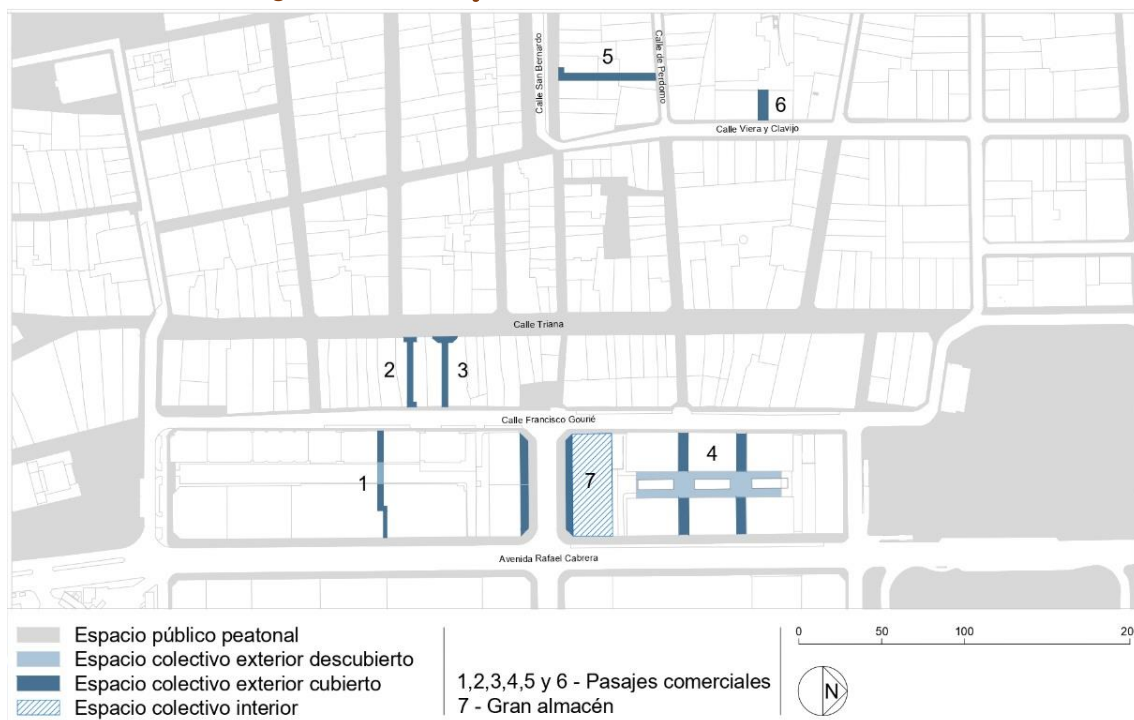 Calle San Bernardo
5
Calle de Perdomo
6
Calle Viera y Clavijo
Calle Triana
2
3
Calle Francisco Gourié
1
7
4
Avenida Rafael Cabrera
Espacio público peatonal
Espacio colectivo exterior descubierto
Espacio colectivo exterior cubierto
Espacio colectivo interior
1,2,3,4,5 y 6 - Pasajes comerciales
7 - Gran almacén
0 50 100 20
N